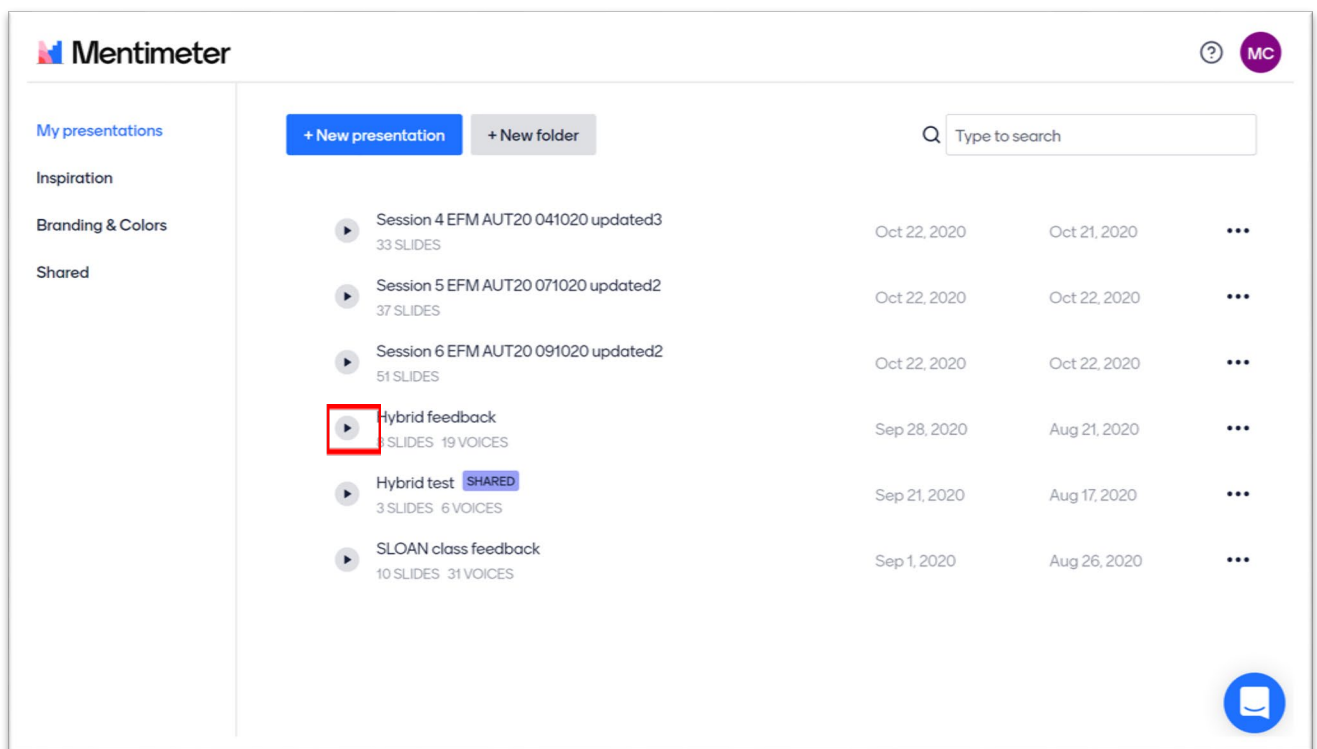 Mentimeter
MC
My presentations
Inspiration
Branding & Colors
Shared
+ New presentation
+ New folder
Type to search
Session 4 EFM AUT20 041020 updated3
33 SLIDES
Oct 22, 2020
Oct 21, 2020
Session 5 EFM AUT20 071020 updated2
37 SLIDES
Oct 22, 2020
Oct 22, 2020
Session 6 EFM AUT20 091020 updated2
51 SLIDES
Oct 22, 2020
Oct 22, 2020
Hybrid feedback
SLIDES 19 VOICES
Sep 28, 2020
Aug 21, 2020
Hybrid test SHARED
3 SLIDES 6 VOICES
Sep 21, 2020
Aug 17, 2020
SLOAN class feedback
10 SLIDES 31 VOICES
Sep 1, 2020
Aug 26, 2020